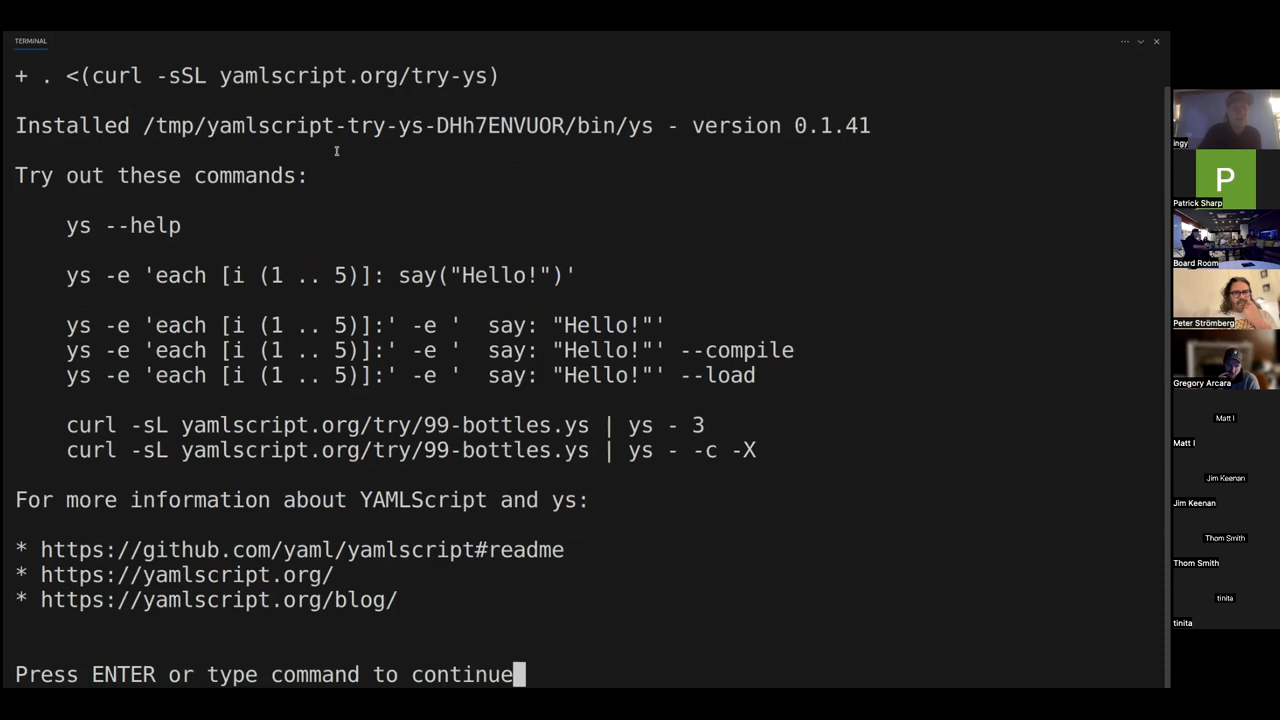 TERMINAL
+ . <(curl -sSL yamlscript.org/try-ys)
Installed /tmp/yamlscript-try-ys-DHh7ENVUOR/bin/ys - version 0.1.41
Try out these commands:
ys --help
ys -e 'each [i (1 .. 5)]: say("Hello!")'
ys -e 'each [i (1 .. 5)]:' -e '  say: "Hello!"'
ys -e 'each [i (1 .. 5)]:' -e '  say: "Hello!"' --compile
ys -e 'each [i (1 .. 5)]:' -e '  say: "Hello!"' --load
curl -sL yamlscript.org/try/99-bottles.ys | ys - 3
curl -sL yamlscript.org/try/99-bottles.ys | ys - -c -X
For more information about YAMLScript and ys:
* https://github.com/yaml/yamlscript#readme
* https://yamlscript.org/
* https://yamlscript.org/blog/
Press ENTER or type command to continue
ingy
P
Patrick Sharp
Board Room
Peter Strömberg
Gregory Arcara
Matt I
Matt I
Jim Keenan
Jim Keenan
Thom Smith
Thom Smith
tinita
tinita